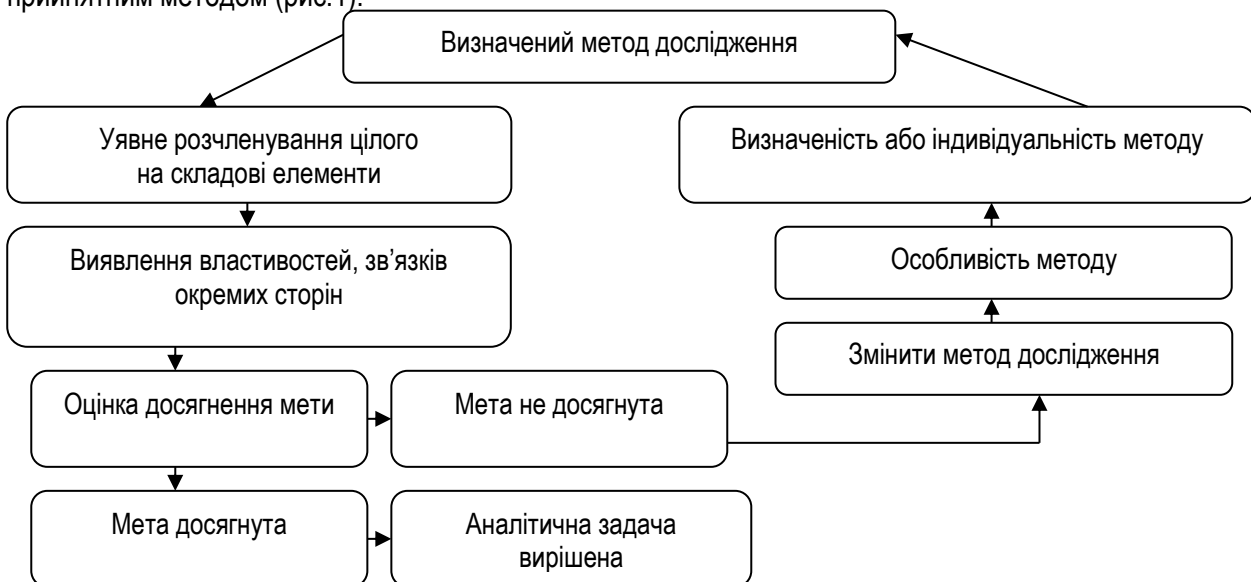 прийнятним методом (рис.1).
Визначений метод дослідження
Уявне розчленування цілого
на складові елементи
Визначеність або індивідуальність методу
Виявлення властивостей, зв’язків
окремих сторін
Особливість методу
Змінити метод дослідження
Оцінка досягнення мети
Мета не досягнута
Мета досягнута
Аналітична задача
вирішена